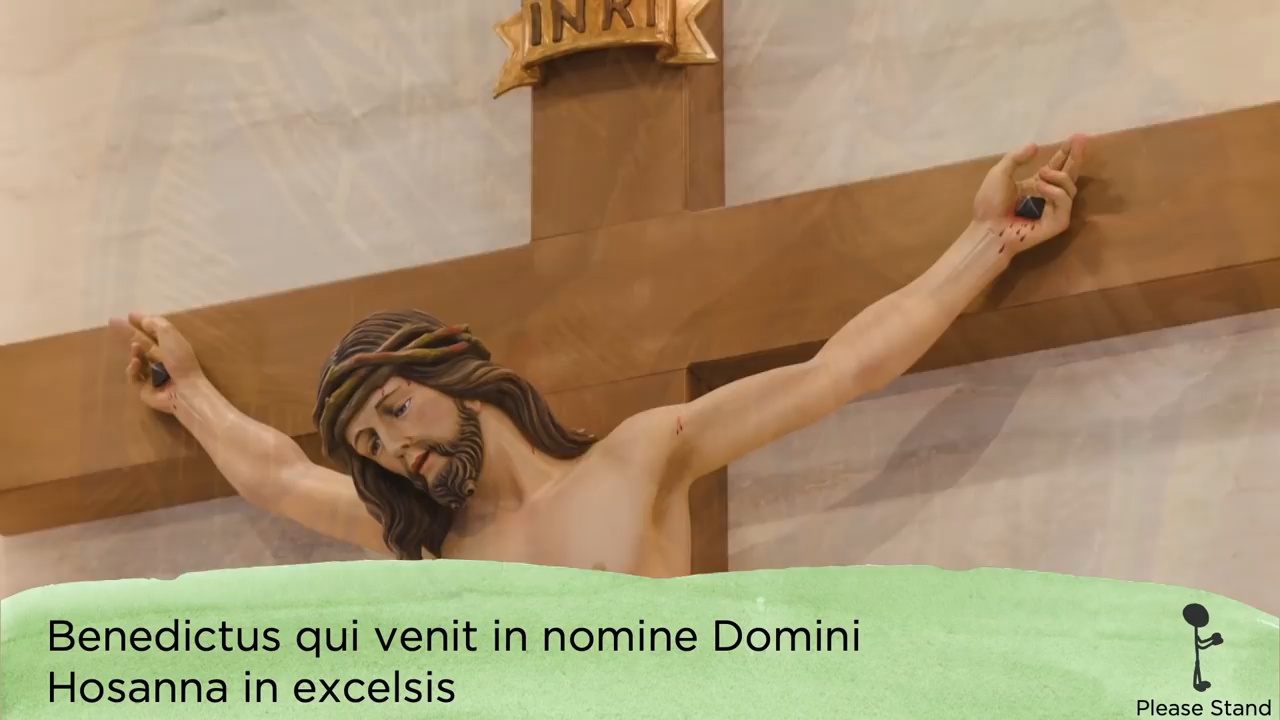 INRI
Benedictus qui venit in nomine Domini
Hosanna in excelsis
Please Stand